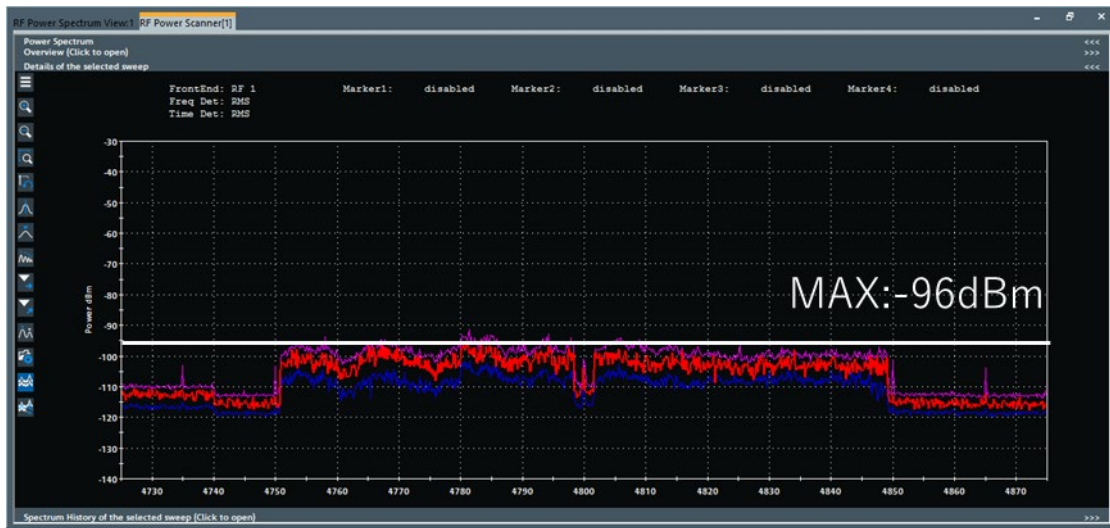 RF Power Spectrum View:1 RF Power Scanner[1]
Power Spectrum <<<
Overview (Click to open) >>>
Details of the selected sweep <<<
FrontEnd: RF 1 Marker1: disabled Marker2: disabled Marker3: disabled Marker4: disabled
Freq Det: RMS
Time Det: RMS
-30
-40
-50
-60
-70
MAX:-96dBm
-80
Power dBm
-90
-100
-110
-120
-130
-140
4730 4740 4750 4760 4770 4780 4790 4800 4810 4820 4830 4840 4850 4860 4870
Spectrum History of the selected sweep (Click to open) >>>